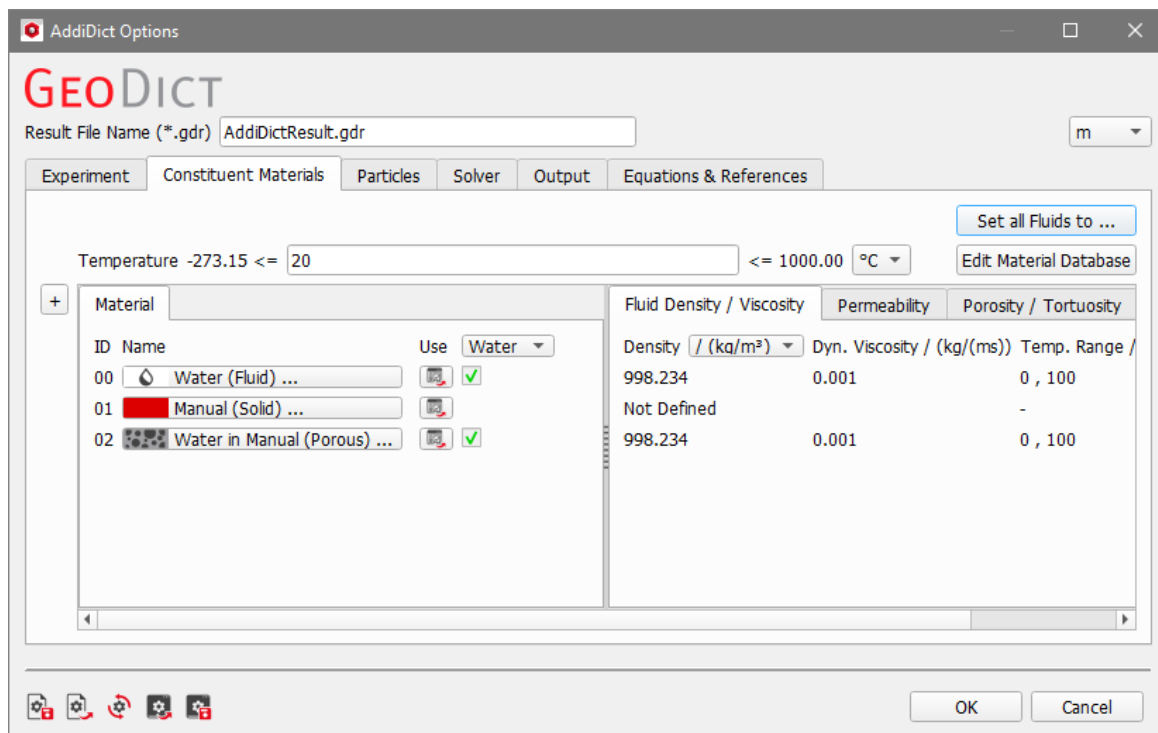 AddiDict Options
GEODICT
Result File Name (*.gdr) AddiDictResult.gdr m
Experiment Constituent Materials Particles Solver Output Equations & References
Set all Fluids to ...
Temperature -273.15 <= 20 <= 1000.00 °C Edit Material Database
+ Material Fluid Density / Viscosity Permeability Porosity / Tortuosity
ID Name Use Water Density / (kg/m³) Dyn. Viscosity / (kg/(ms)) Temp. Range /
00 Water (Fluid) ... 998.234 0.001 0 , 100
01 Manual (Solid) ... Not Defined -
02 Water in Manual (Porous) ... 998.234 0.001 0 , 100
OK Cancel